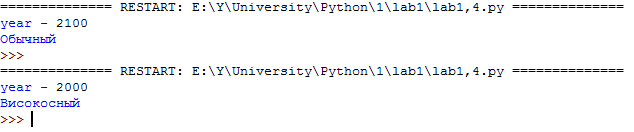 ============== RESTART: E:\Y\University\Python\1\lab1\lab1,4.py ==============
year - 2100
Обычный
>>>
============== RESTART: E:\Y\University\Python\1\lab1\lab1,4.py ==============
year - 2000
Високосный
>>>